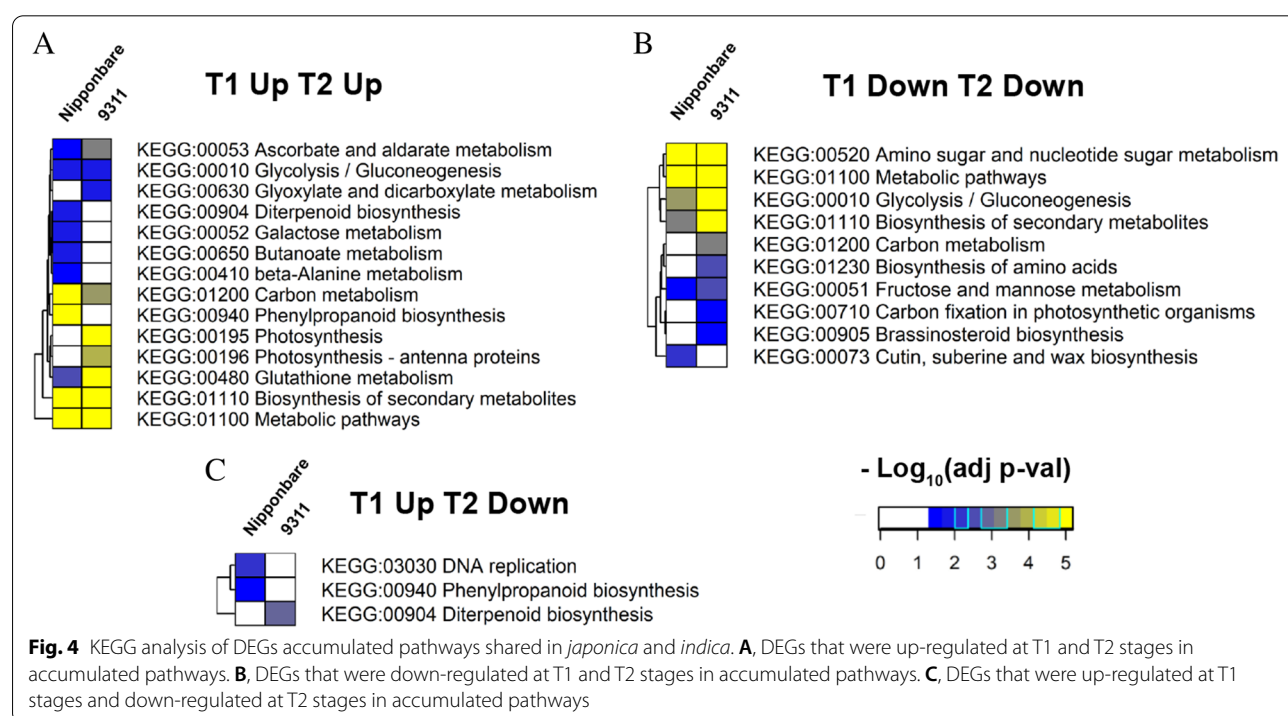 A
Nipponbare
9311
T1 Up T2 Up
KEGG:00053 Ascorbate and aldarate metabolism
KEGG:00010 Glycolysis / Gluconeogenesis
KEGG:00630 Glyoxylate and dicarboxylate metabolism
KEGG:00904 Diterpenoid biosynthesis
KEGG:00052 Galactose metabolism
KEGG:00650 Butanoate metabolism
KEGG:00410 beta-Alanine metabolism
KEGG:01200 Carbon metabolism
KEGG:00940 Phenylpropanoid biosynthesis
KEGG:00195 Photosynthesis
KEGG:00196 Photosynthesis - antenna proteins
KEGG:00480 Glutathione metabolism
KEGG:01110 Biosynthesis of secondary metabolites
KEGG:01100 Metabolic pathways
B
Nipponbare
9311
T1 Down T2 Down
KEGG:00520 Amino sugar and nucleotide sugar metabolism
KEGG:01100 Metabolic pathways
KEGG:00010 Glycolysis / Gluconeogenesis
KEGG:01110 Biosynthesis of secondary metabolites
KEGG:01200 Carbon metabolism
KEGG:01230 Biosynthesis of amino acids
KEGG:00051 Fructose and mannose metabolism
KEGG:00710 Carbon fixation in photosynthetic organisms
KEGG:00905 Brassinosteroid biosynthesis
KEGG:00073 Cutin, suberine and wax biosynthesis
C
Nipponbare
9311
T1 Up T2 Down
KEGG:03030 DNA replication
KEGG:00940 Phenylpropanoid biosynthesis
KEGG:00904 Diterpenoid biosynthesis
- Log10(adj p-val)
0 1 2 3 4 5
Fig. 4 KEGG analysis of DEGs accumulated pathways shared in japonica and indica. A, DEGs that were up-regulated at T1 and T2 stages in
accumulated pathways. B, DEGs that were down-regulated at T1 and T2 stages in accumulated pathways. C, DEGs that were up-regulated at T1
stages and down-regulated at T2 stages in accumulated pathways